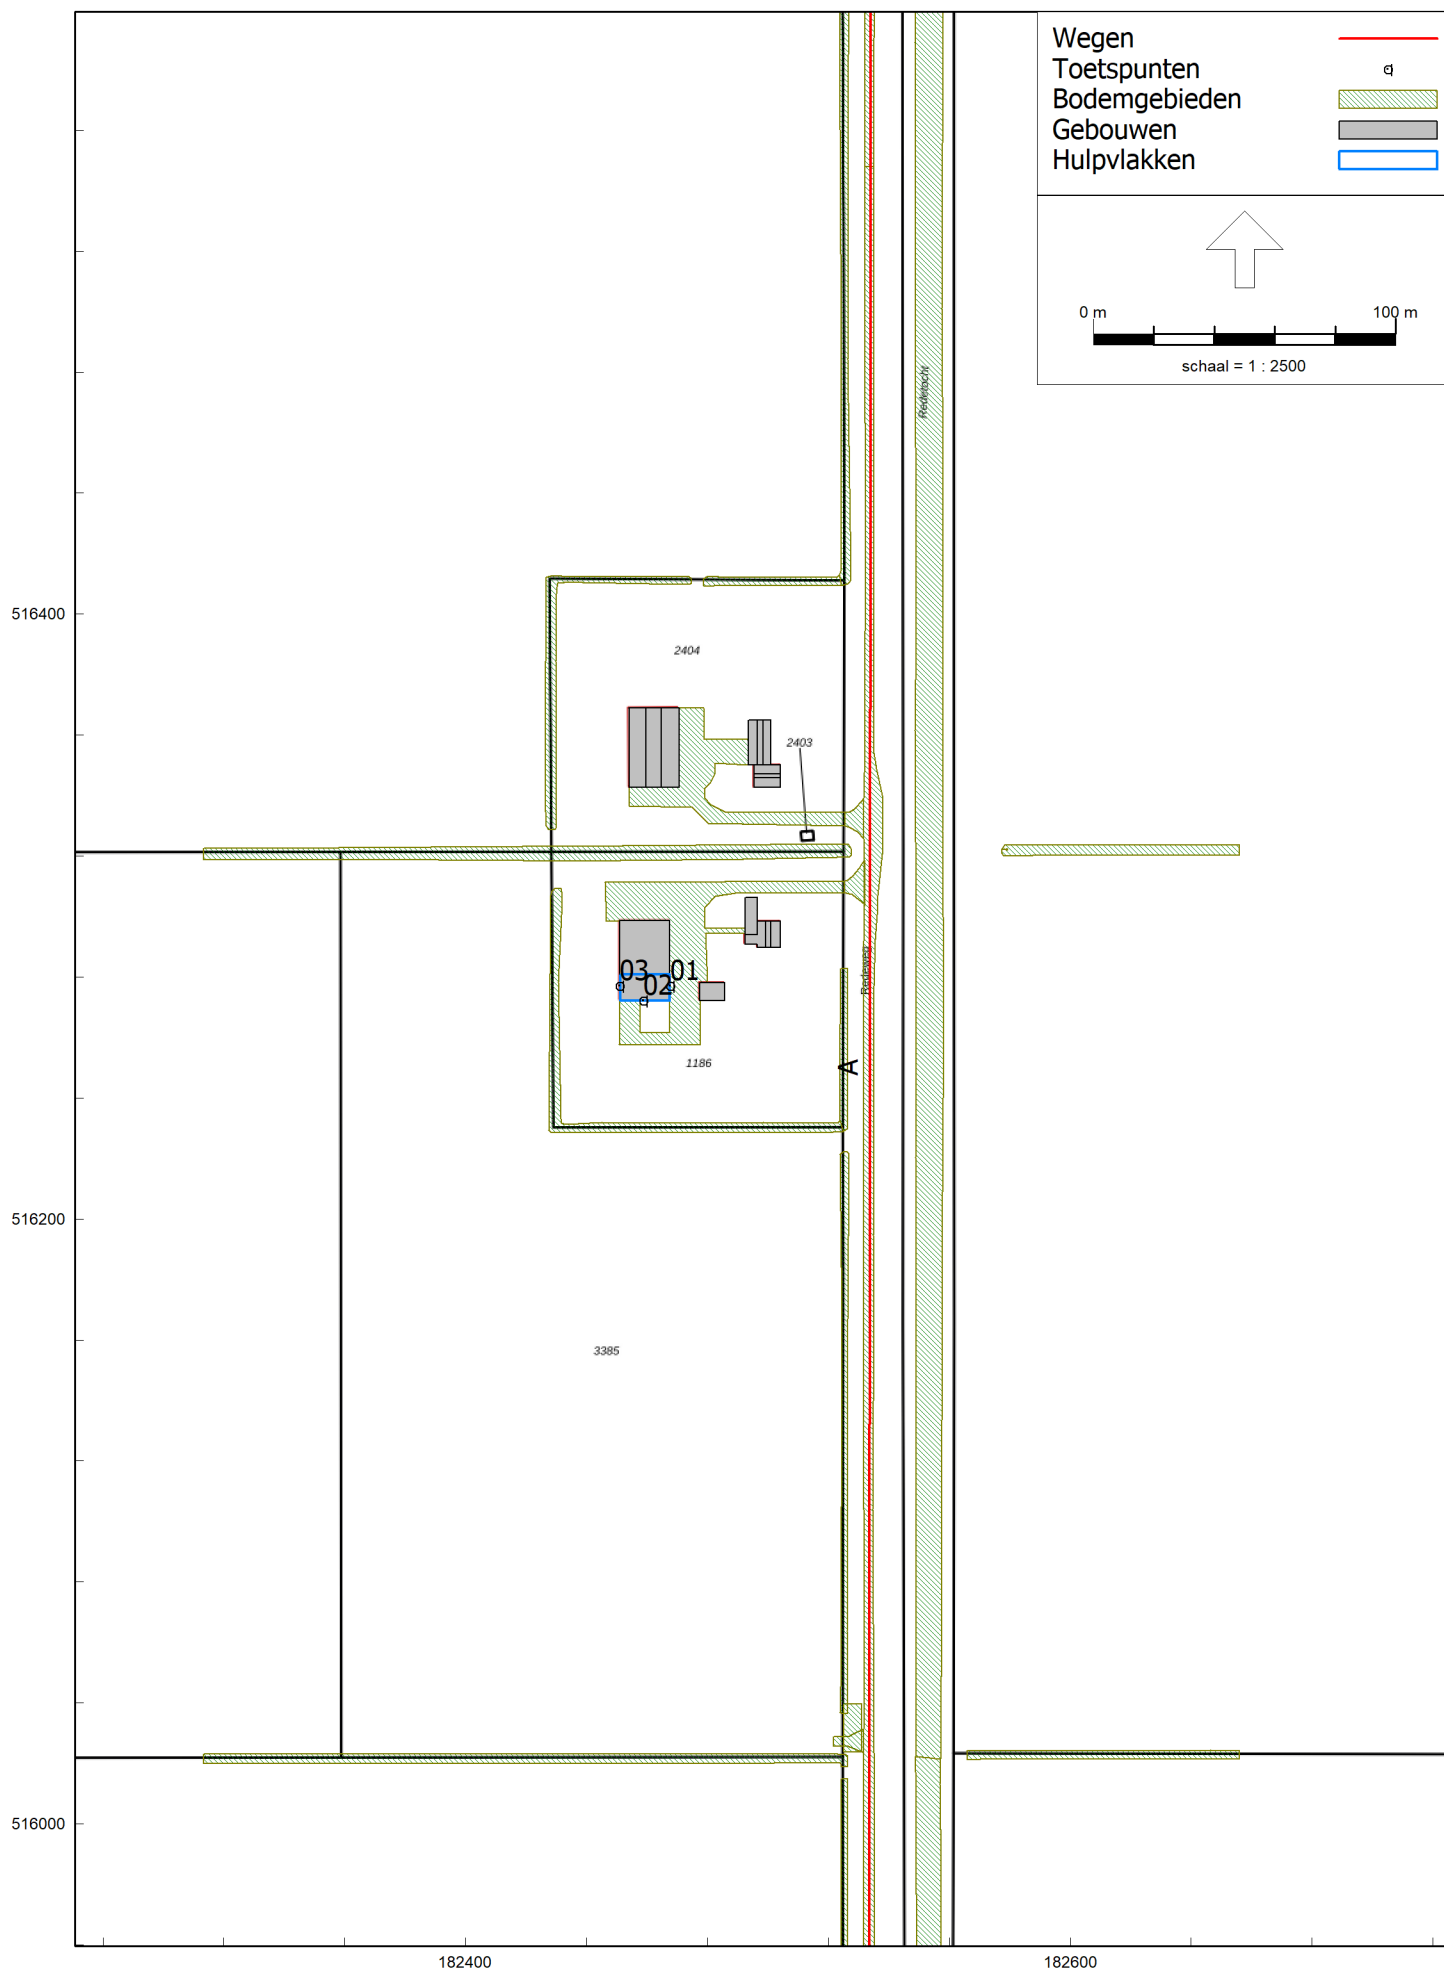 Wegen
Toetspunten
Bodemgebieden
Gebouwen
Hulpvlakken
0 m 100 m
schaal = 1 : 2500
Redetocht
516400
2404
2403
Redeweg
03 02 01
1186
A
516200
3385
516000
182400 182600